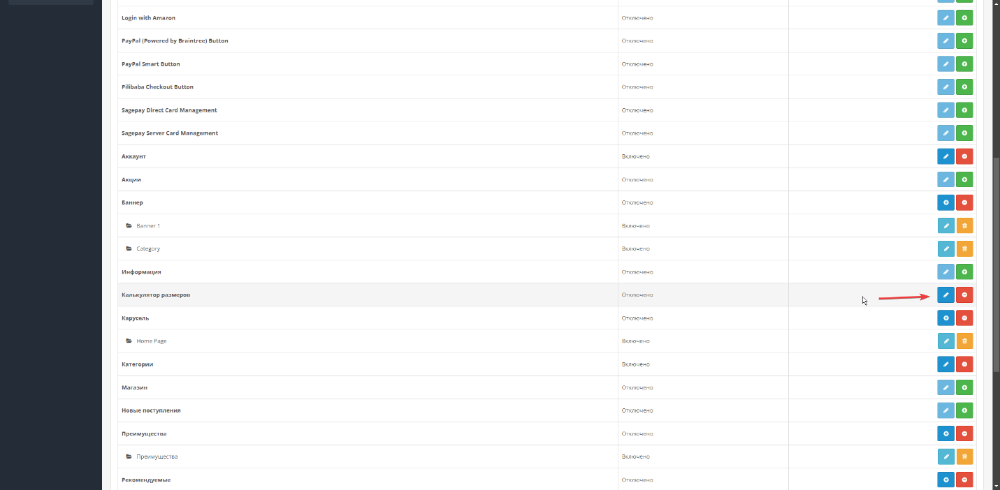 Login with Amazon Отключено
PayPal (Powered by Braintree) Button Отключено
PayPal Smart Button Отключено
Pilibaba Checkout Button Отключено
Sagepay Direct Card Management Отключено
Sagepay Server Card Management Отключено
Аккаунт Включено
Акции Отключено
Баннер Отключено
Banner 1 Включено
Category Включено
Информация Отключено
Калькулятор размеров Отключено
Карусель Отключено
Home Page Включено
Категории Включено
Магазин Отключено
Новые поступления Отключено
Преимущества Отключено
Преимущества Включено
Рекомендуемые Отключено